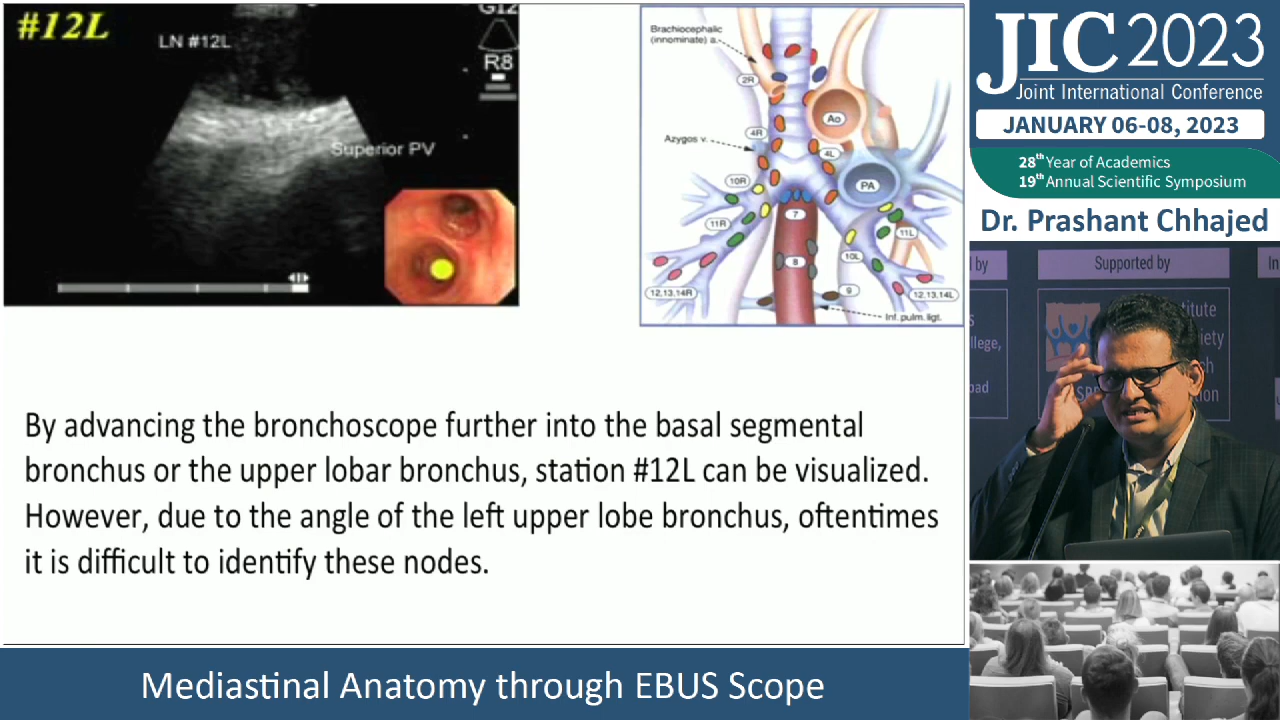 #12L
LN #12L
G12
R8
Superior PV
Brachiocephalic
(innominate) a.
2R
Ao
4R
Azygos v.
4L
10R
PA
7
11R
11L
10L
8
9
12,13,14R
12,13,14L
Inf. pulm. ligt.
By advancing the bronchoscope further into the basal segmental
bronchus or the upper lobar bronchus, station #12L can be visualized.
However, due to the angle of the left upper lobe bronchus, oftentimes
it is difficult to identify these nodes.
Mediastinal Anatomy through EBUS Scope
JIC 2023
Joint International Conference
JANUARY 06-08, 2023
28th Year of Academics
19th Annual Scientific Symposium
Dr. Prashant Chhajed
by
Supported by
In